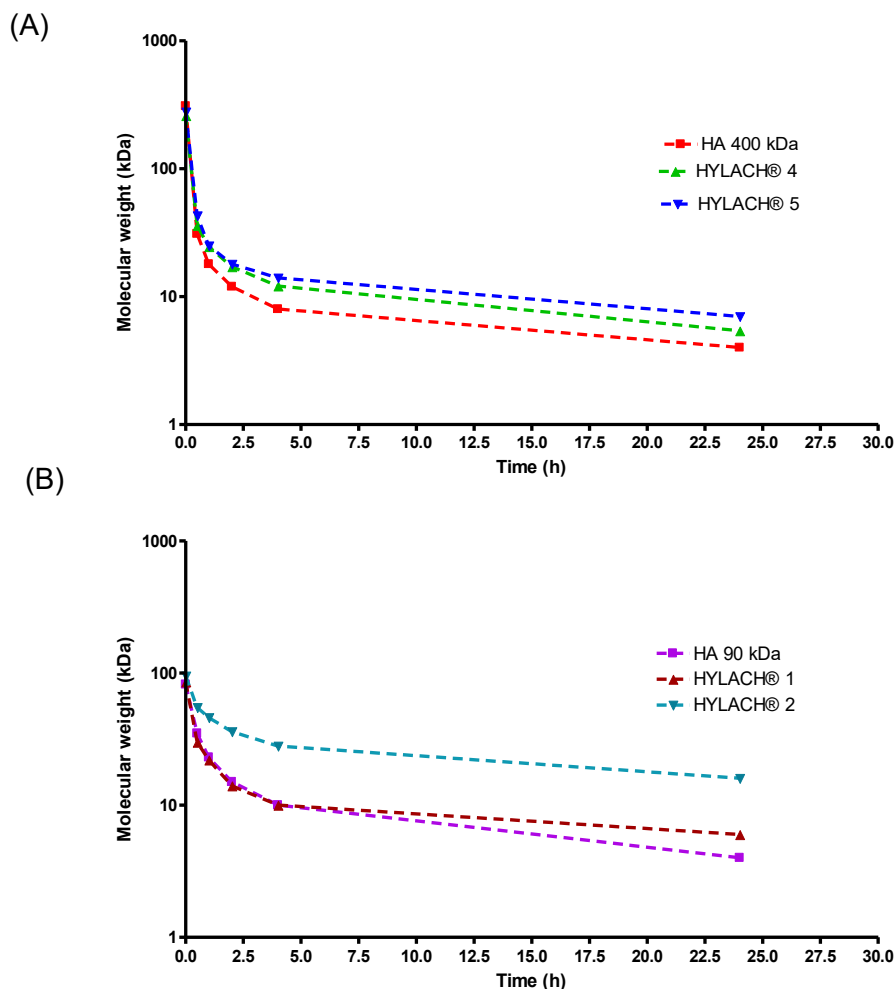 (A)
1000
100
10
1
Molecular weight (kDa)
HA 400 kDa
HYLACH® 4
HYLACH® 5
0.0 2.5 5.0 7.5 10.0 12.5 15.0 17.5 20.0 22.5 25.0 27.5 30.0
Time (h)
(B)
1000
100
10
1
Molecular weight (kDa)
HA 90 kDa
HYLACH® 1
HYLACH® 2
0.0 2.5 5.0 7.5 10.0 12.5 15.0 17.5 20.0 22.5 25.0 27.5 30.0
Time (h)